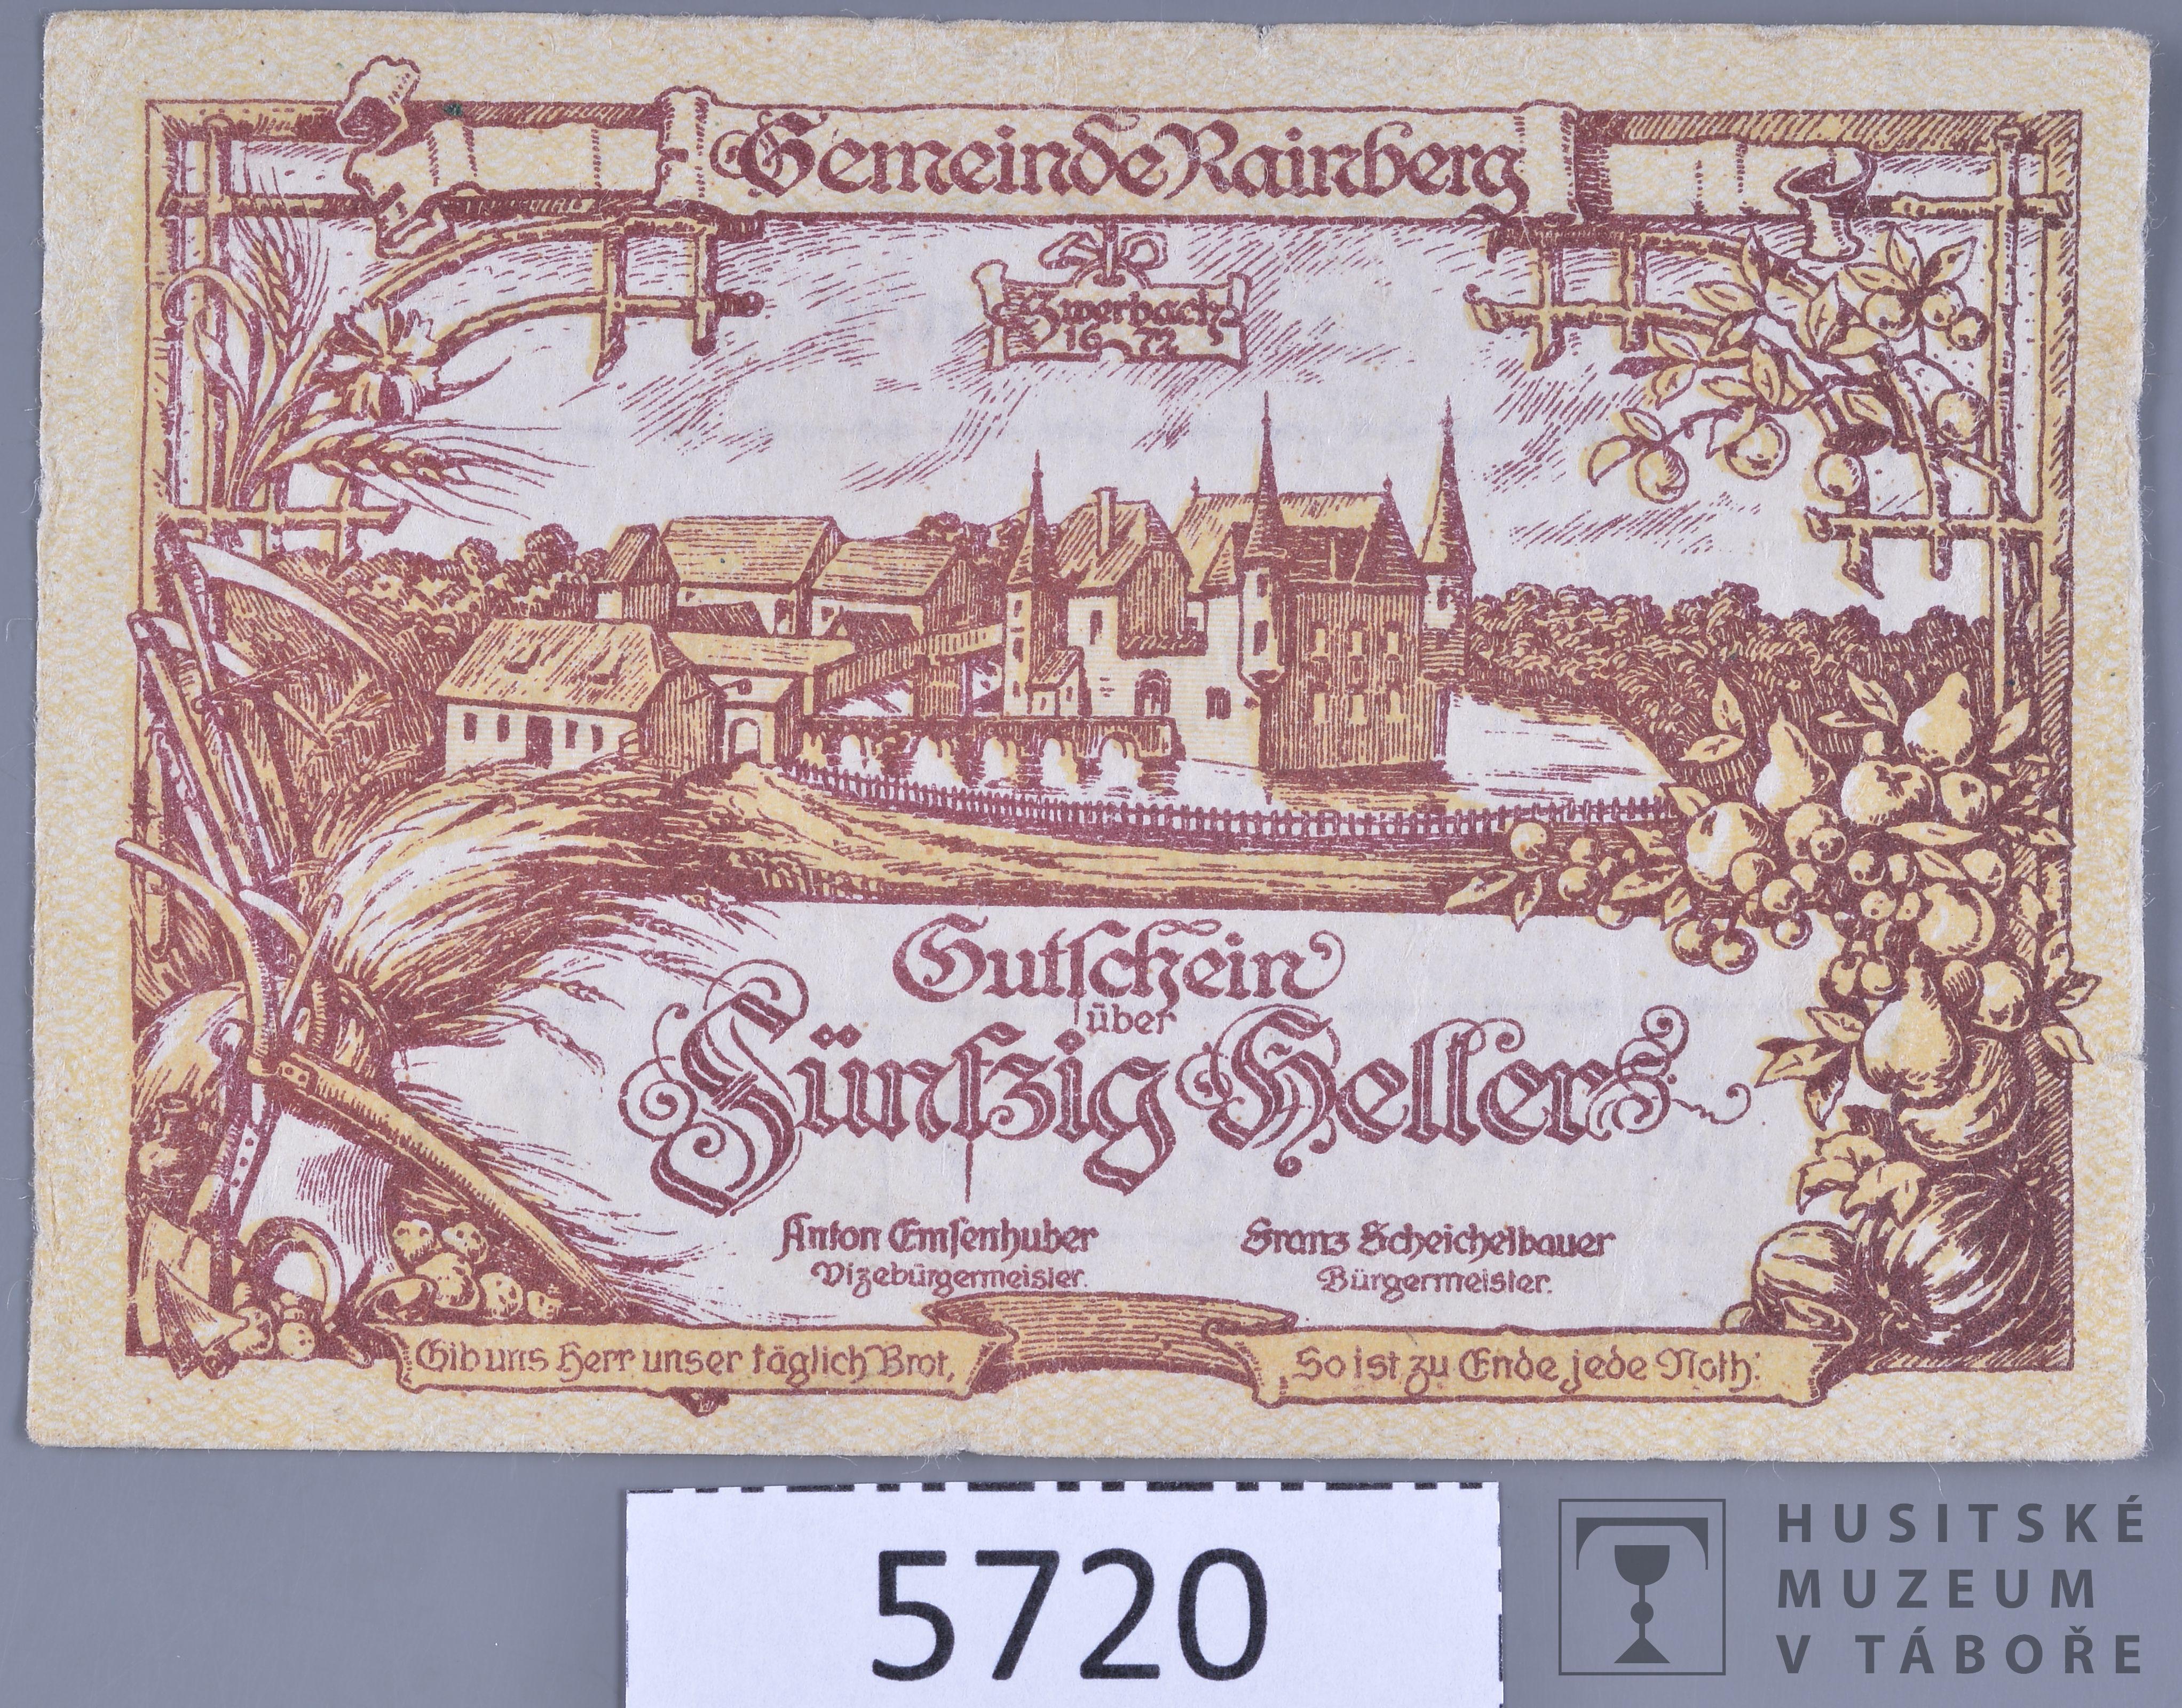 Gemeinde Rainberg
Zwerbach
1672
Gutschein
über
Fünfzig Heller
Anton Emsenhuber
Vizebürgermeister.
Franz Scheichelbauer
Bürgermeister.
Gib uns Herr unser täglich Brot,
So ist zu Ende jede Noth.
5720
HUSITSKÉ
MUZEUM
V TÁBOŘE